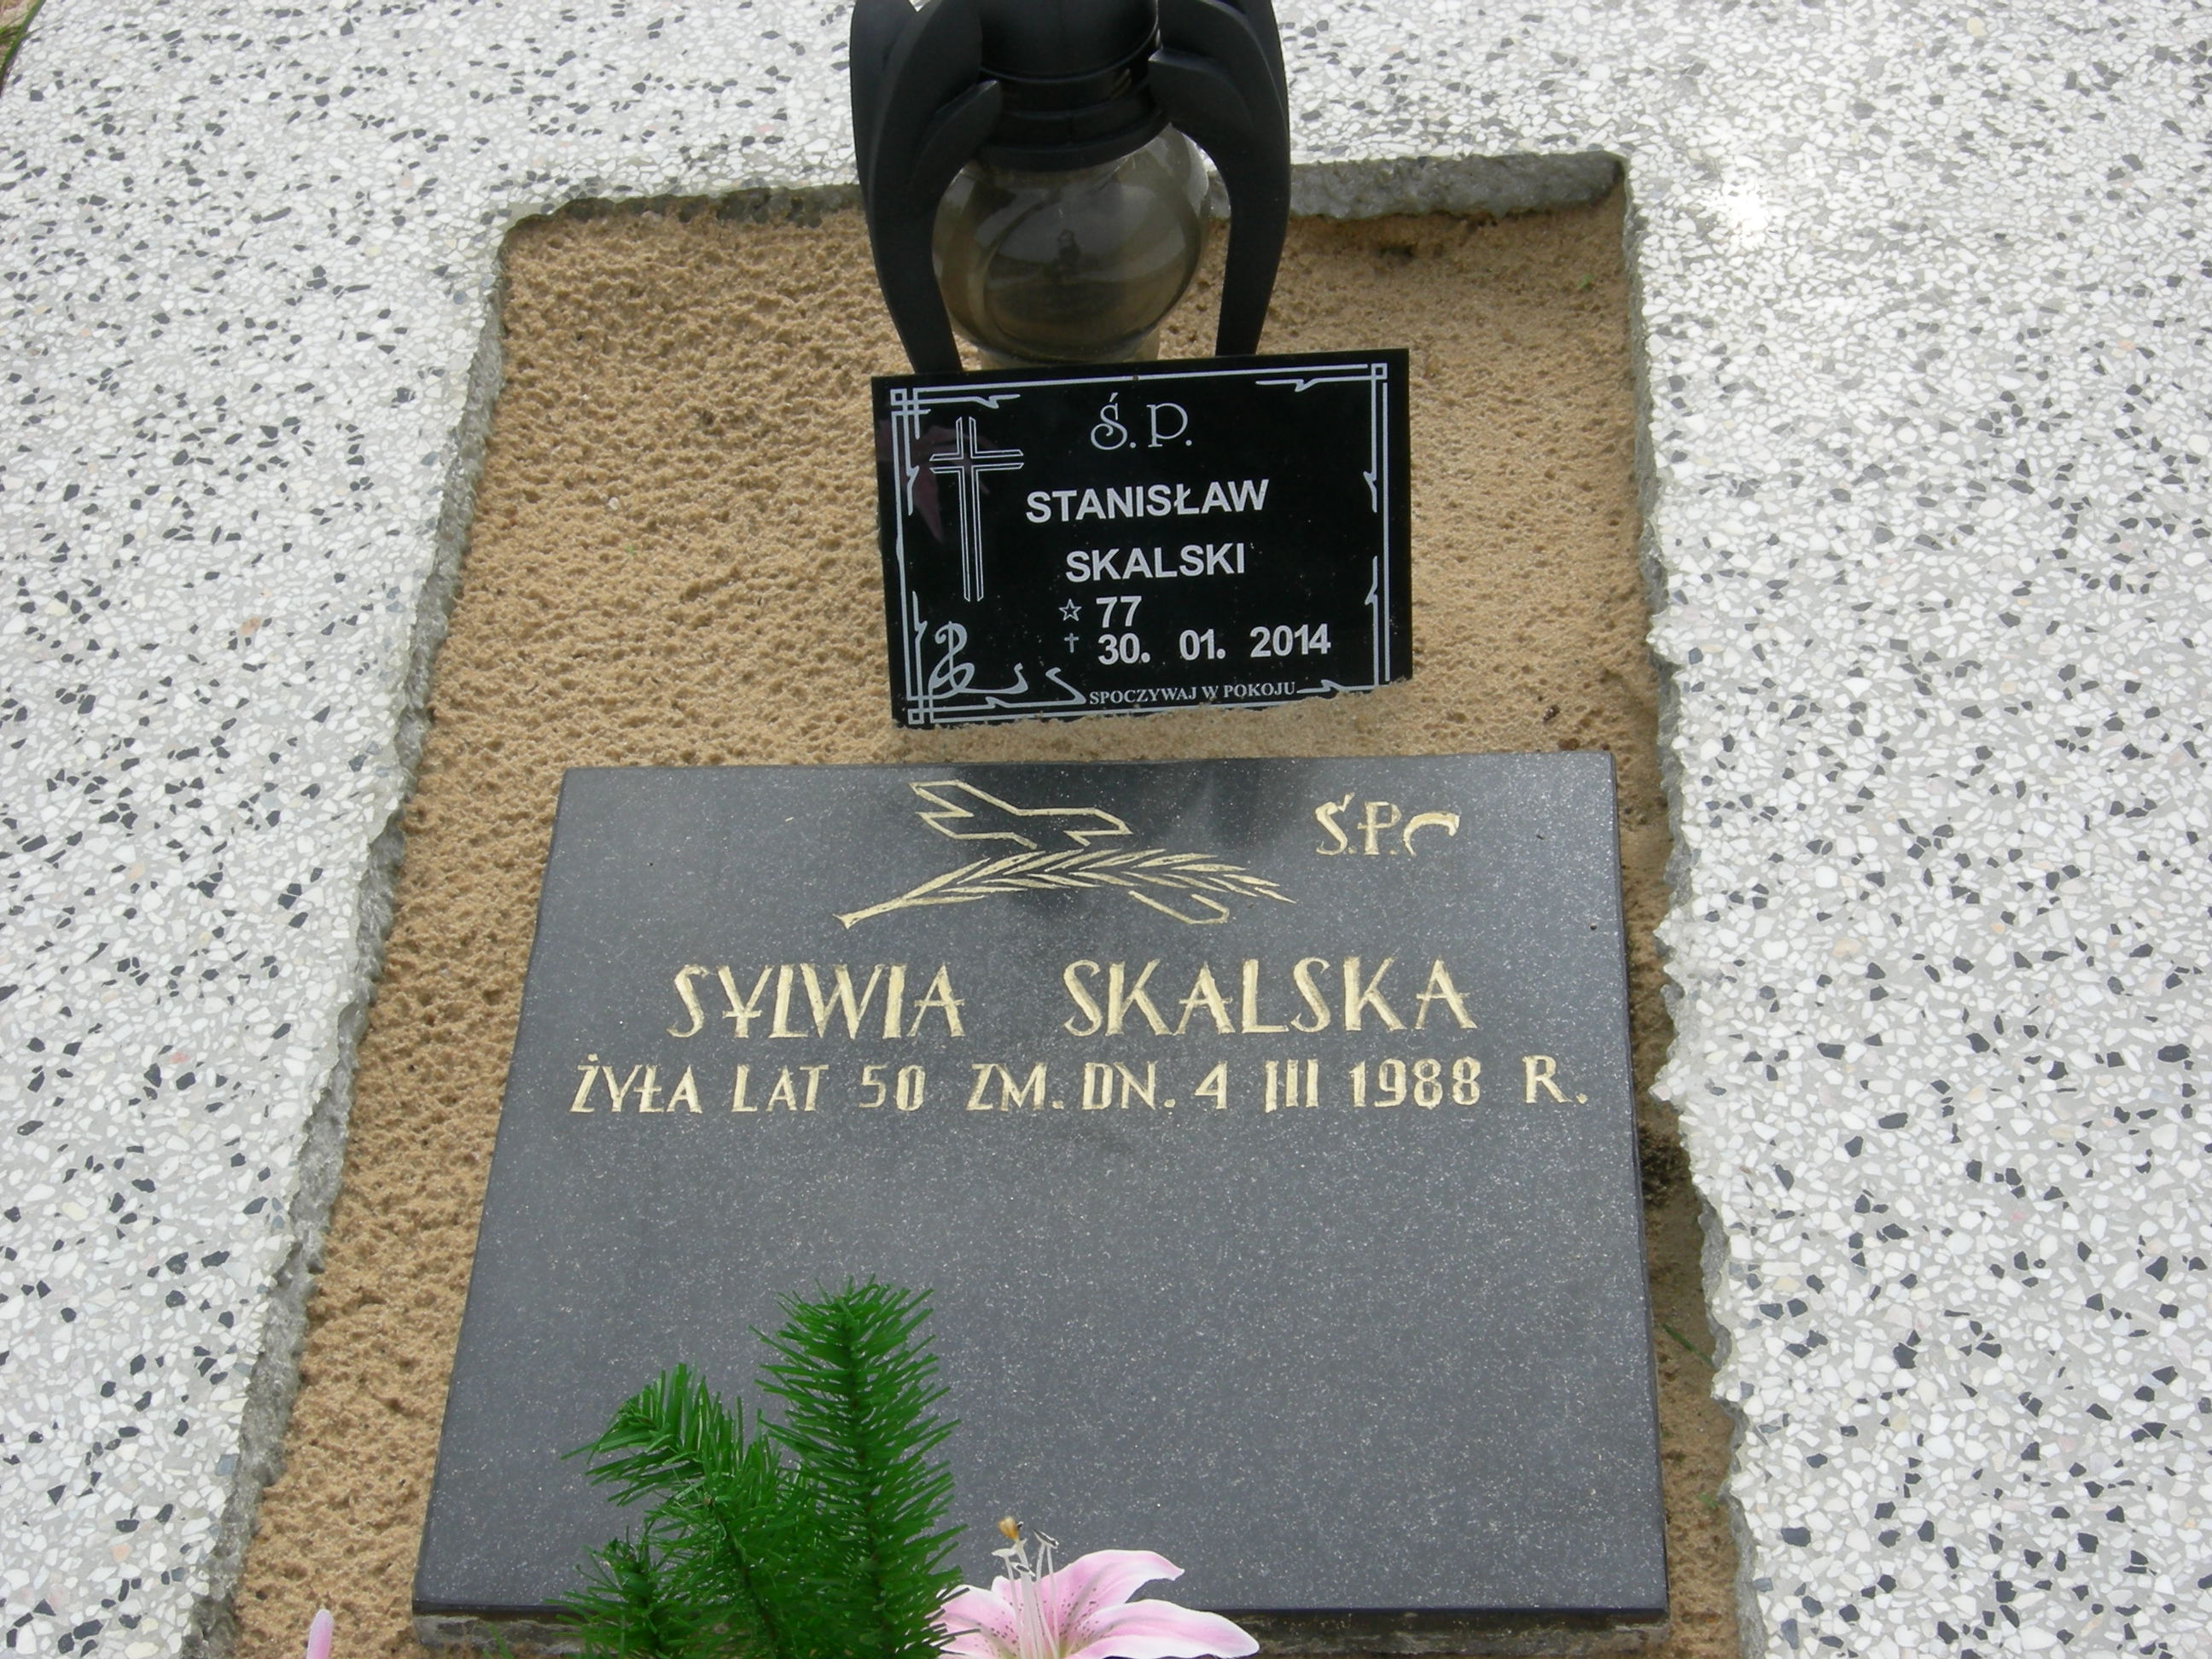 Ś.P.
STANISŁAW
SKALSKI
☆ 77
† 30. 01. 2014
SPOCZYWAJ W POKOJU
Ś.P.
SYLWIA SKALSKA
ŻYŁA LAT 50 ZM. DN. 4 III 1988 R.